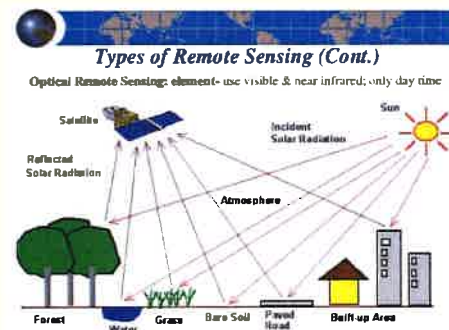 Types of Remote Sensing (Cont.)
Optical Remote Sensing: element- use visible & near infrared; only day time
Sun
Satellite
Incident
Solar Radiation
Reflected
Solar Radiation
Atmosphere
Forest
Water
Grass
Bare Soil
Paved
Road
Built-up Area